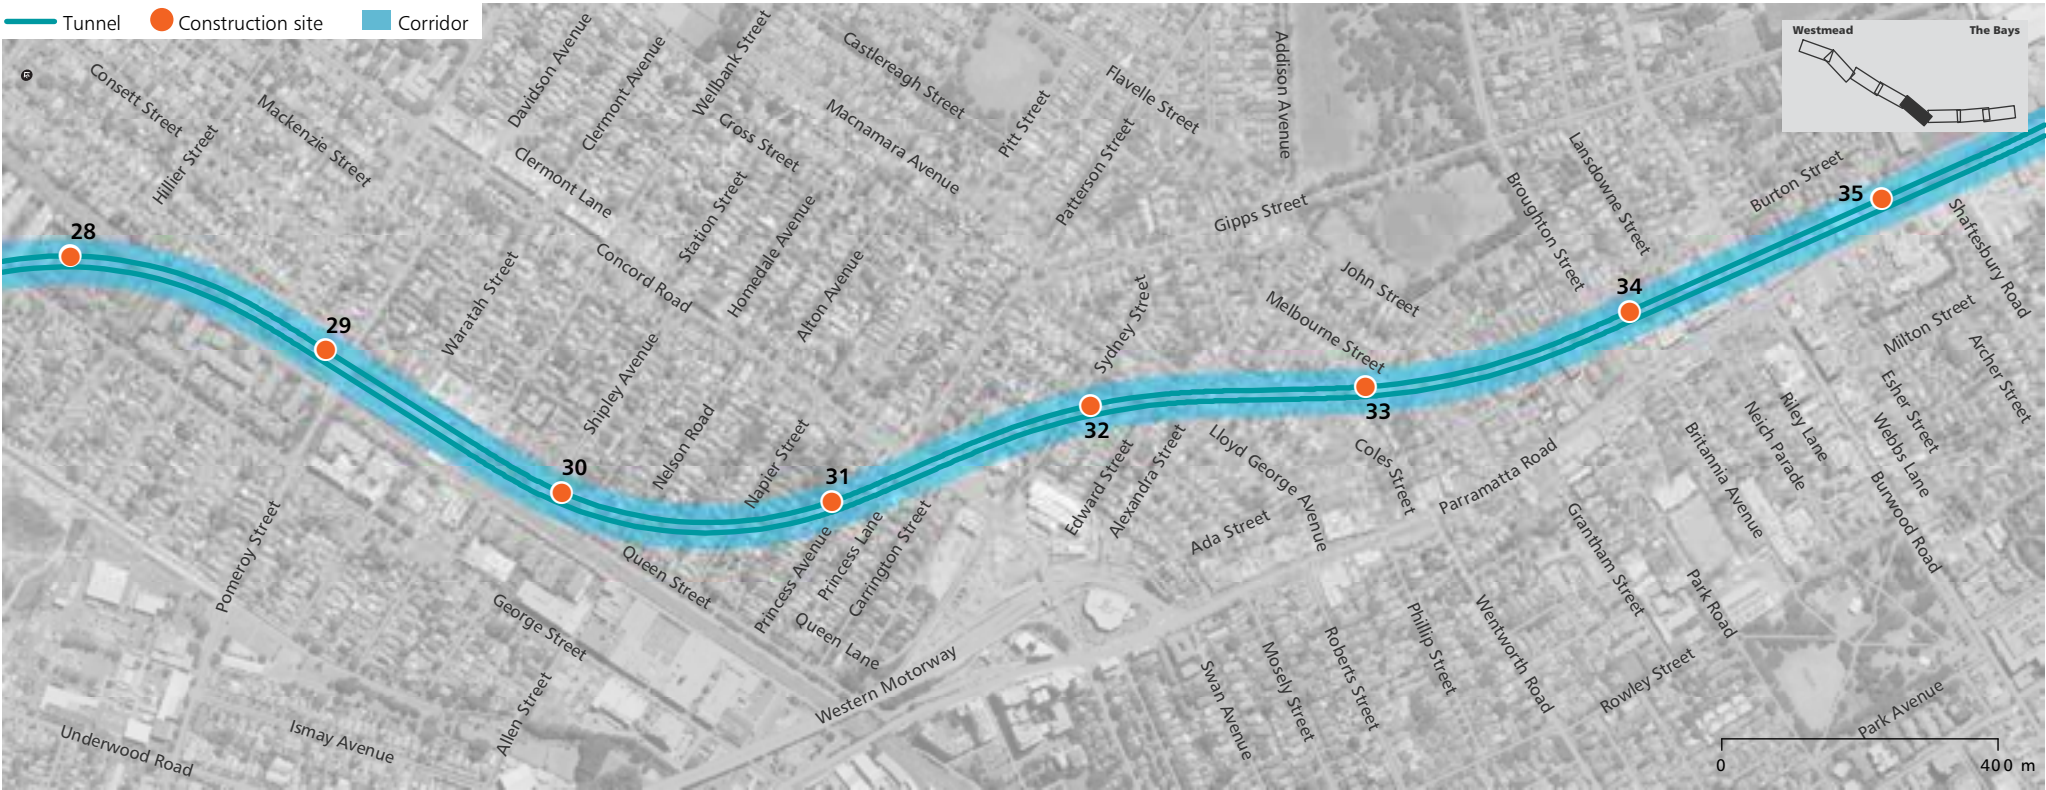 Tunnel
Construction site
Corridor
Westmead
The Bays
Consett Street
Hillier Street
Mackenzie Street
Davidson Avenue
Clermont Avenue
Wellbank Street
Castlereagh Street
Cross Street
Macnamara Avenue
Pitt Street
Flavelle Street
Patterson Street
Addison Avenue
Clermont Lane
Station Street
Homedale Avenue
Concord Road
Alton Avenue
Waratah Street
Shipley Avenue
Nelson Road
Napier Street
Gipps Street
John Street
Melbourne Street
Sydney Street
Broughton Street
Lansdowne Street
Burton Street
Shaftesbury Road
Milton Street
Archer Street
28
29
30
31
32
33
34
35
Esher Street
Webbs Lane
Burwood Road
Riley Lane
Neich Parade
Britannia Avenue
Parramatta Road
Coles Street
Lloyd George Avenue
Ada Street
Edward Street
Alexandra Street
Grantham Street
Park Road
Rowley Street
Park Avenue
Wentworth Road
Phillip Street
Roberts Street
Mosely Street
Swan Avenue
Western Motorway
Queen Street
Princess Avenue
Princess Lane
Carrington Street
Queen Lane
Pomeroy Street
George Street
Allen Street
Ismay Avenue
Underwood Road
0
400 m